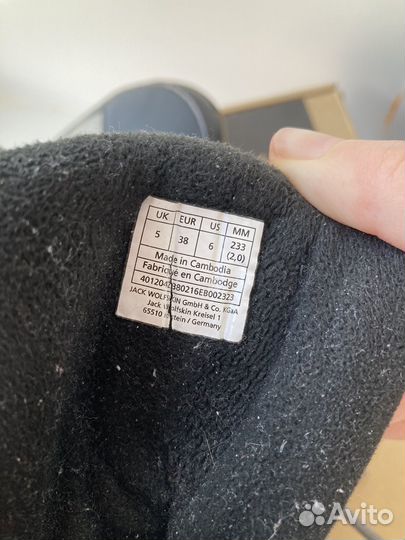 UK EUR US MM
5 38 6 233
(2,0)
Made in Cambodia
Fabriqué en Cambodge
JACK WOLFSKIN GmbH & Co. KGaA
Jack Wolfskin Kreisel 1
65510 / Germany
Avito